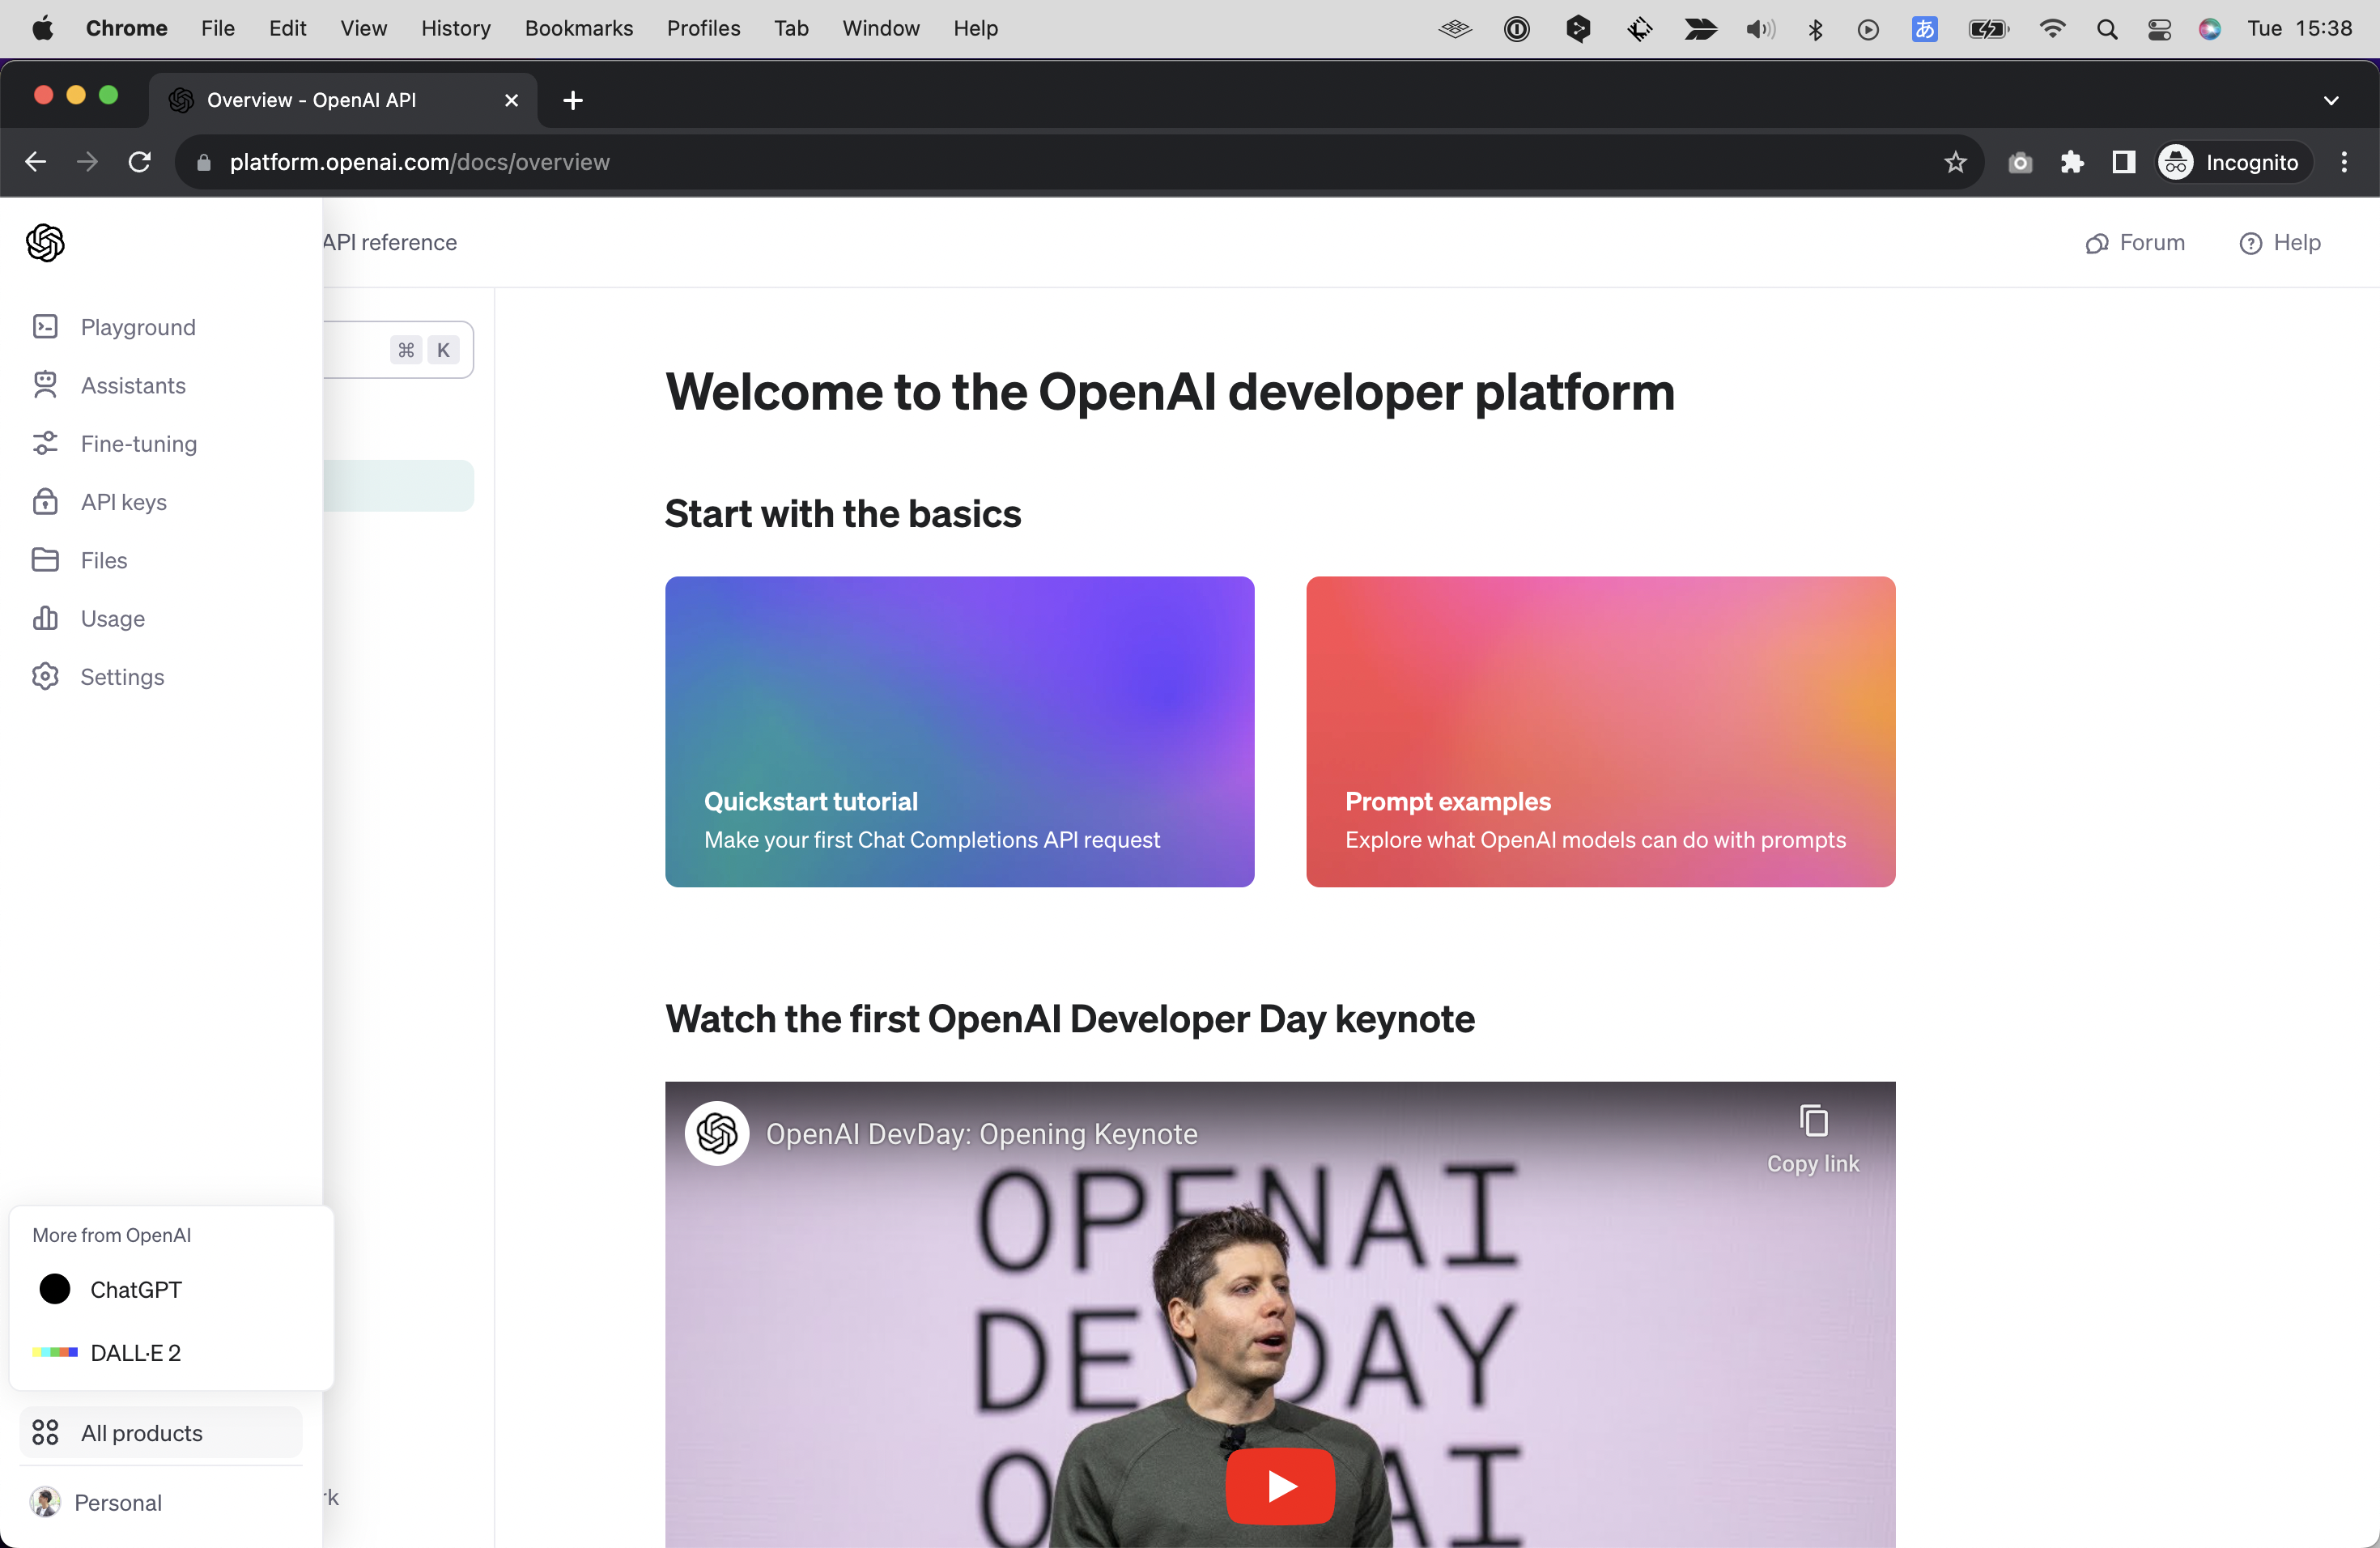 Chrome File Edit View History Bookmarks Profiles Tab Window Help あ Tue 15:38
Overview - OpenAI API
platform.openai.com/docs/overview Incognito
API reference Forum Help
Playground
Assistants
Fine-tuning
API keys
Files
Usage
Settings
⌘ K
Welcome to the OpenAI developer platform
Start with the basics
Quickstart tutorial
Make your first Chat Completions API request
Prompt examples
Explore what OpenAI models can do with prompts
Watch the first OpenAI Developer Day keynote
OpenAI DevDay: Opening Keynote
Copy link
OPENAI
DEVDAY
More from OpenAI
ChatGPT
DALL·E 2
All products
Personal